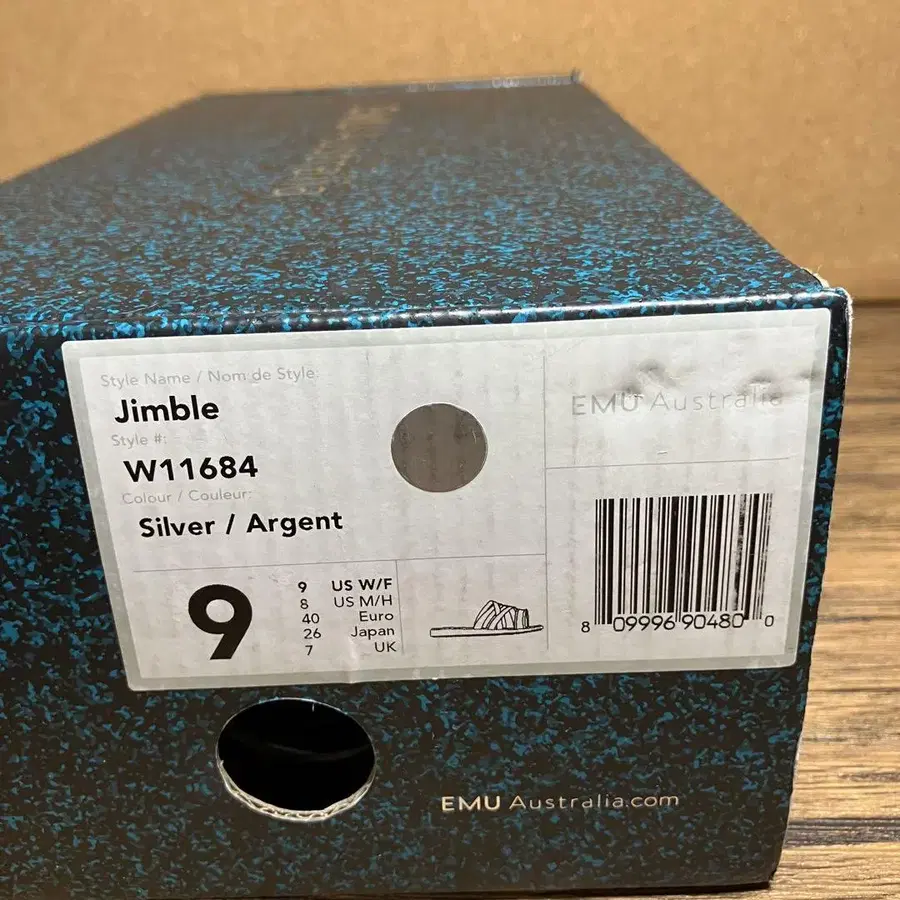 Style Name / Nom de Style:
Jimble
Style #:
W11684
Colour / Couleur:
Silver / Argent
EMU Australia
9
9 US W/F
8 US M/H
40 Euro
26 Japan
7 UK
8 09996 90480 0
EMU Australia.com